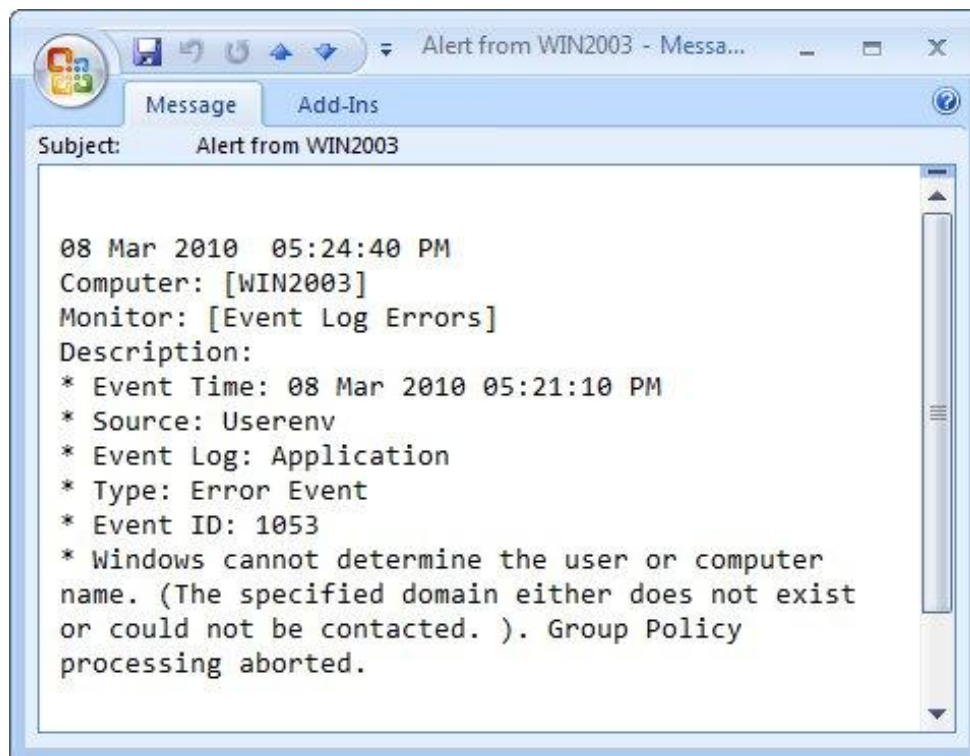 Alert from WIN2003 - Messa...
Message Add-Ins
Subject: Alert from WIN2003
08 Mar 2010  05:24:40 PM
Computer: [WIN2003]
Monitor: [Event Log Errors]
Description:
* Event Time: 08 Mar 2010 05:21:10 PM
* Source: Userenv
* Event Log: Application
* Type: Error Event
* Event ID: 1053
* Windows cannot determine the user or computer
name. (The specified domain either does not exist
or could not be contacted. ). Group Policy
processing aborted.